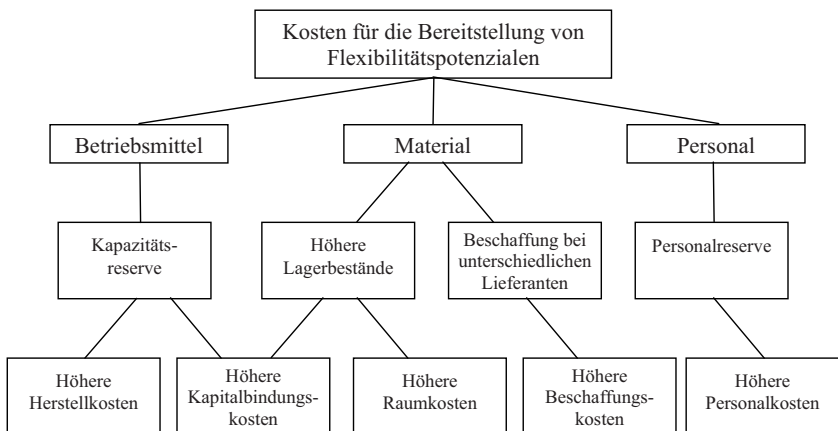 Kosten für die Bereitstellung von
Flexibilitätspotenzialen
Betriebsmittel
Material
Personal
Kapazitäts-
reserve
Höhere
Lagerbestände
Beschaffung bei
unterschiedlichen
Lieferanten
Personalreserve
Höhere
Herstellkosten
Höhere
Kapitalbindungs-
kosten
Höhere
Raumkosten
Höhere
Beschaffungs-
kosten
Höhere
Personalkosten